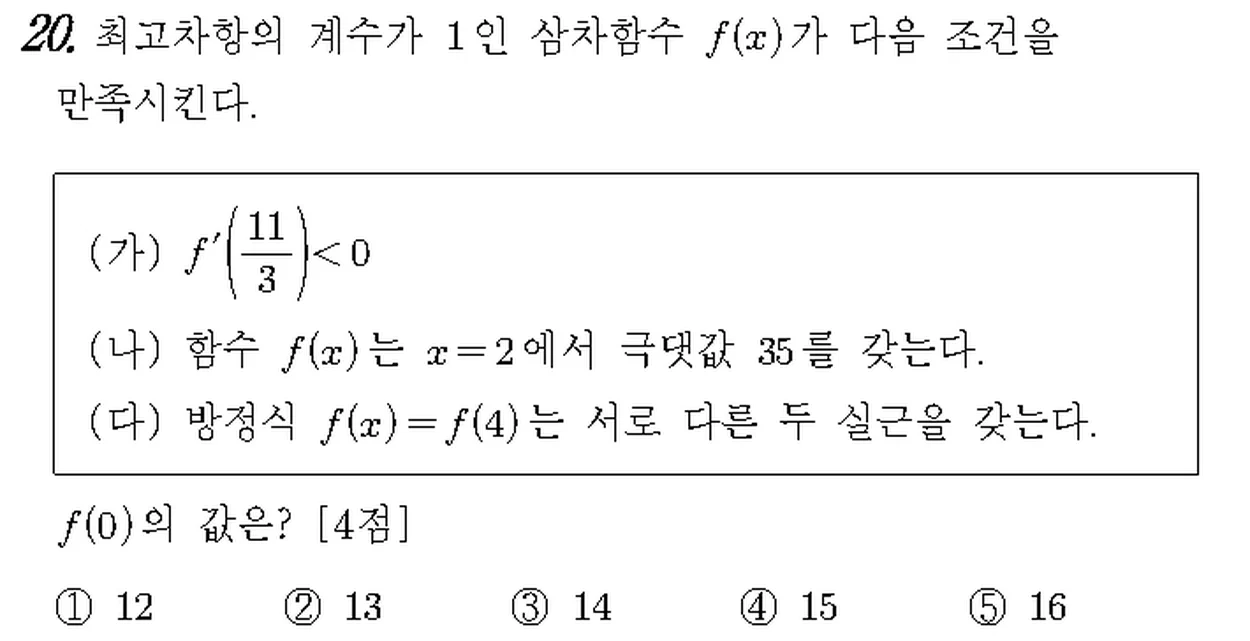 20. 최고차항의 계수가 1인 삼차함수 f(x)가 다음 조건을
만족시킨다.
(가) f′(11/3)<0
(나) 함수 f(x)는 x=2에서 극댓값 35를 갖는다.
(다) 방정식 f(x)=f(4)는 서로 다른 두 실근을 갖는다.
f(0)의 값은? [4점]
① 12 ② 13 ③ 14 ④ 15 ⑤ 16